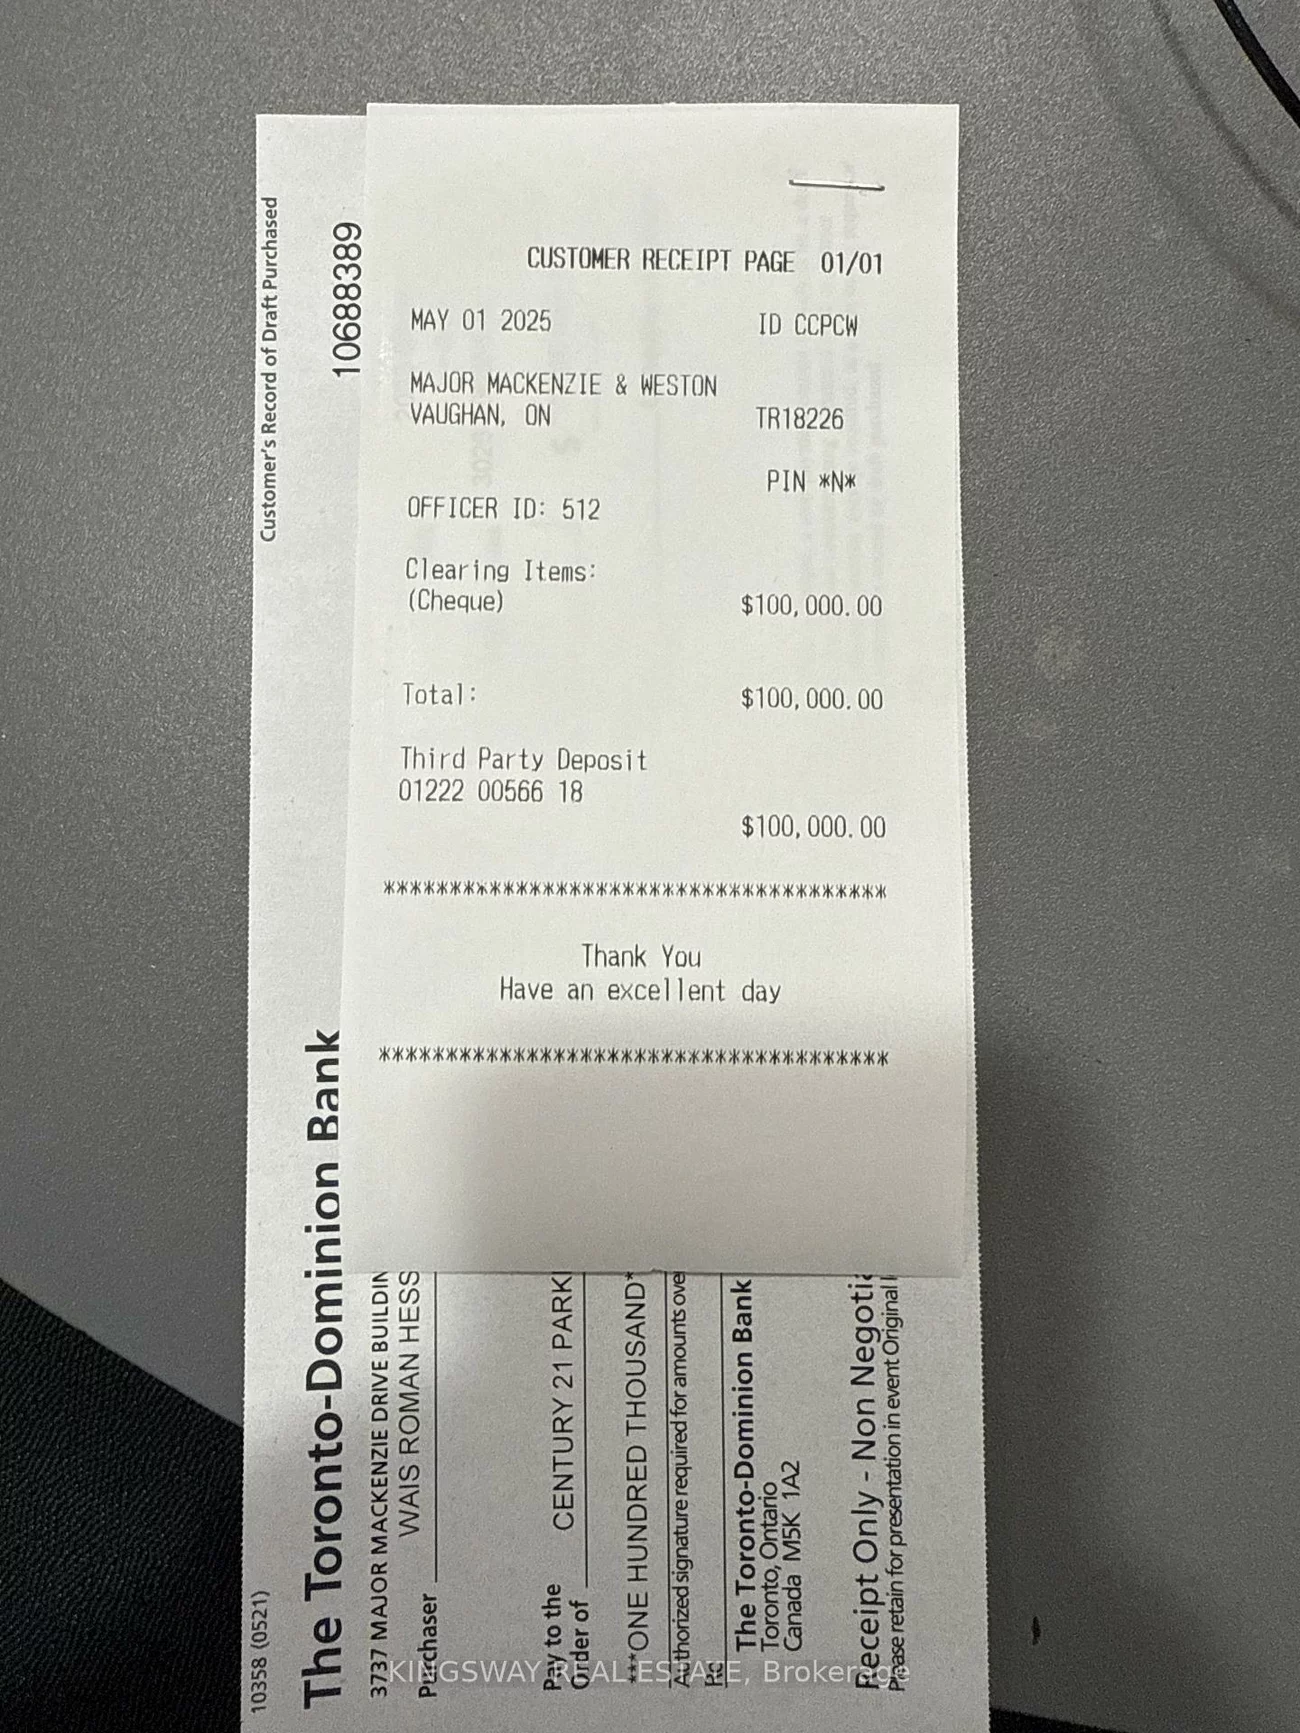 CUSTOMER RECEIPT PAGE 01/01
MAY 01 2025 ID CCPCW
MAJOR MACKENZIE & WESTON
VAUGHAN, ON TR18226
PIN *N*
OFFICER ID: 512
Clearing Items:
(Cheque) $100,000.00
Total: $100,000.00
Third Party Deposit
01222 00566 18
$100,000.00
***************************************
Thank You
Have an excellent day
***************************************
10358 (0521)
Customer's Record of Draft Purchased
The Toronto-Dominion Bank
10688389
3737 MAJOR MACKENZIE DRIVE
WAIS ROMAN
Purchaser
Pay to the
Order of
CENTURY 21
***ONE HUNDRED THOUSAND*
Authorized signature required for amounts
The Toronto-Dominion Bank
Toronto, Ontario
Canada M5K 1A2
Receipt Only - Non
Please retain for presentation in event Original
KINGSWAY REAL ESTATE, Brokerage